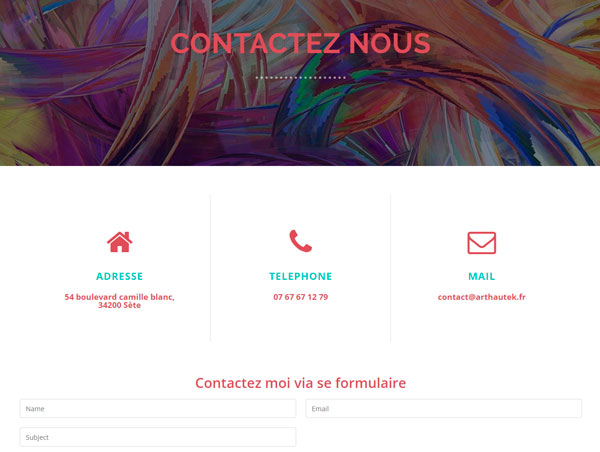 CONTACTEZ NOUS
ADRESSE
54 boulevard camille blanc,
34200 Sète
TELEPHONE
07 67 67 12 79
MAIL
contact@arthautek.fr
Contactez moi via se formulaire
Name
Email
Subject